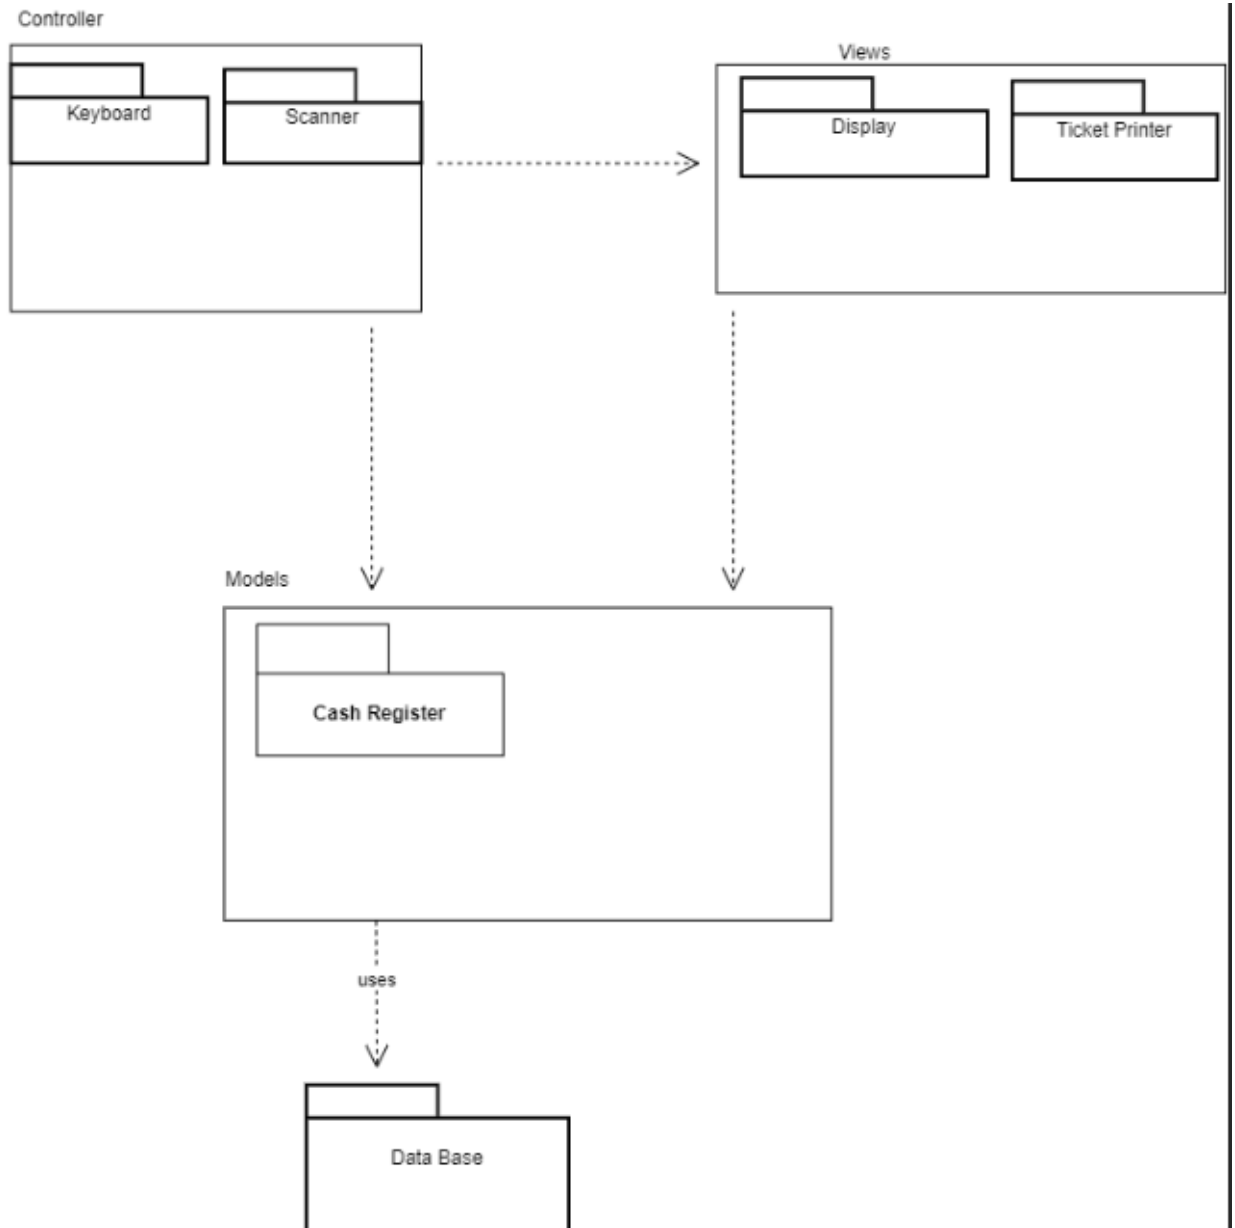 Controller
Views
Keyboard
Scanner
Display
Ticket Printer
Models
Cash Register
uses
Data Base